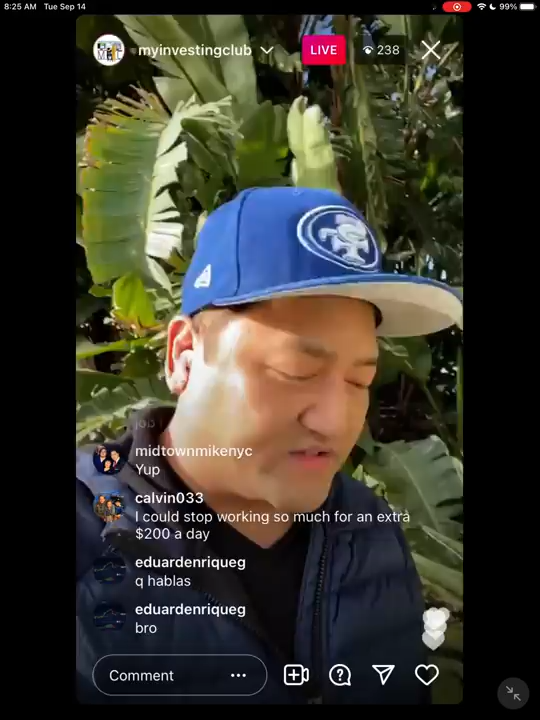 8:25 AM Tue Sep 14
99%
myinvestingclub
LIVE
238
job
midtownmikenyc
Yup
calvin033
I could stop working so much for an extra
$200 a day
eduardenriqueg
q hablas
eduardenriqueg
bro
Comment